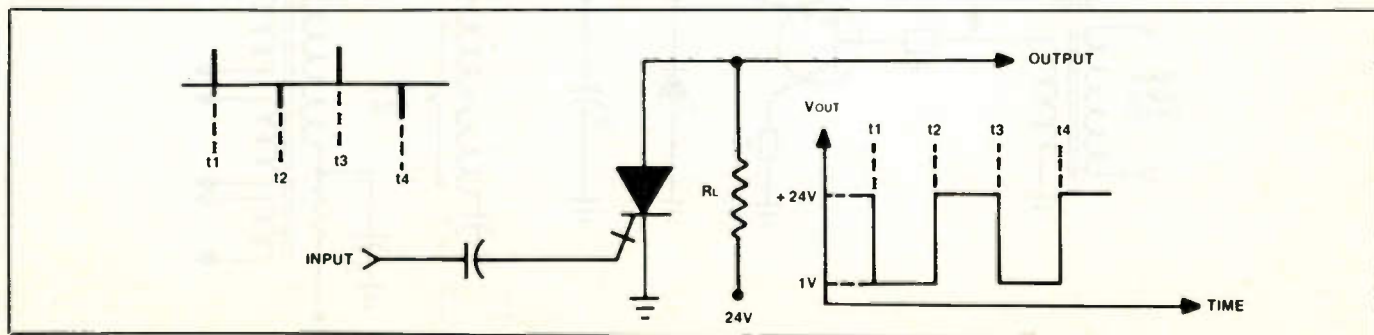 t1
t2
t3
t4
INPUT
OUTPUT
RL
24V
VOUT
t1 t2 t3 t4
+24V
1V
TIME